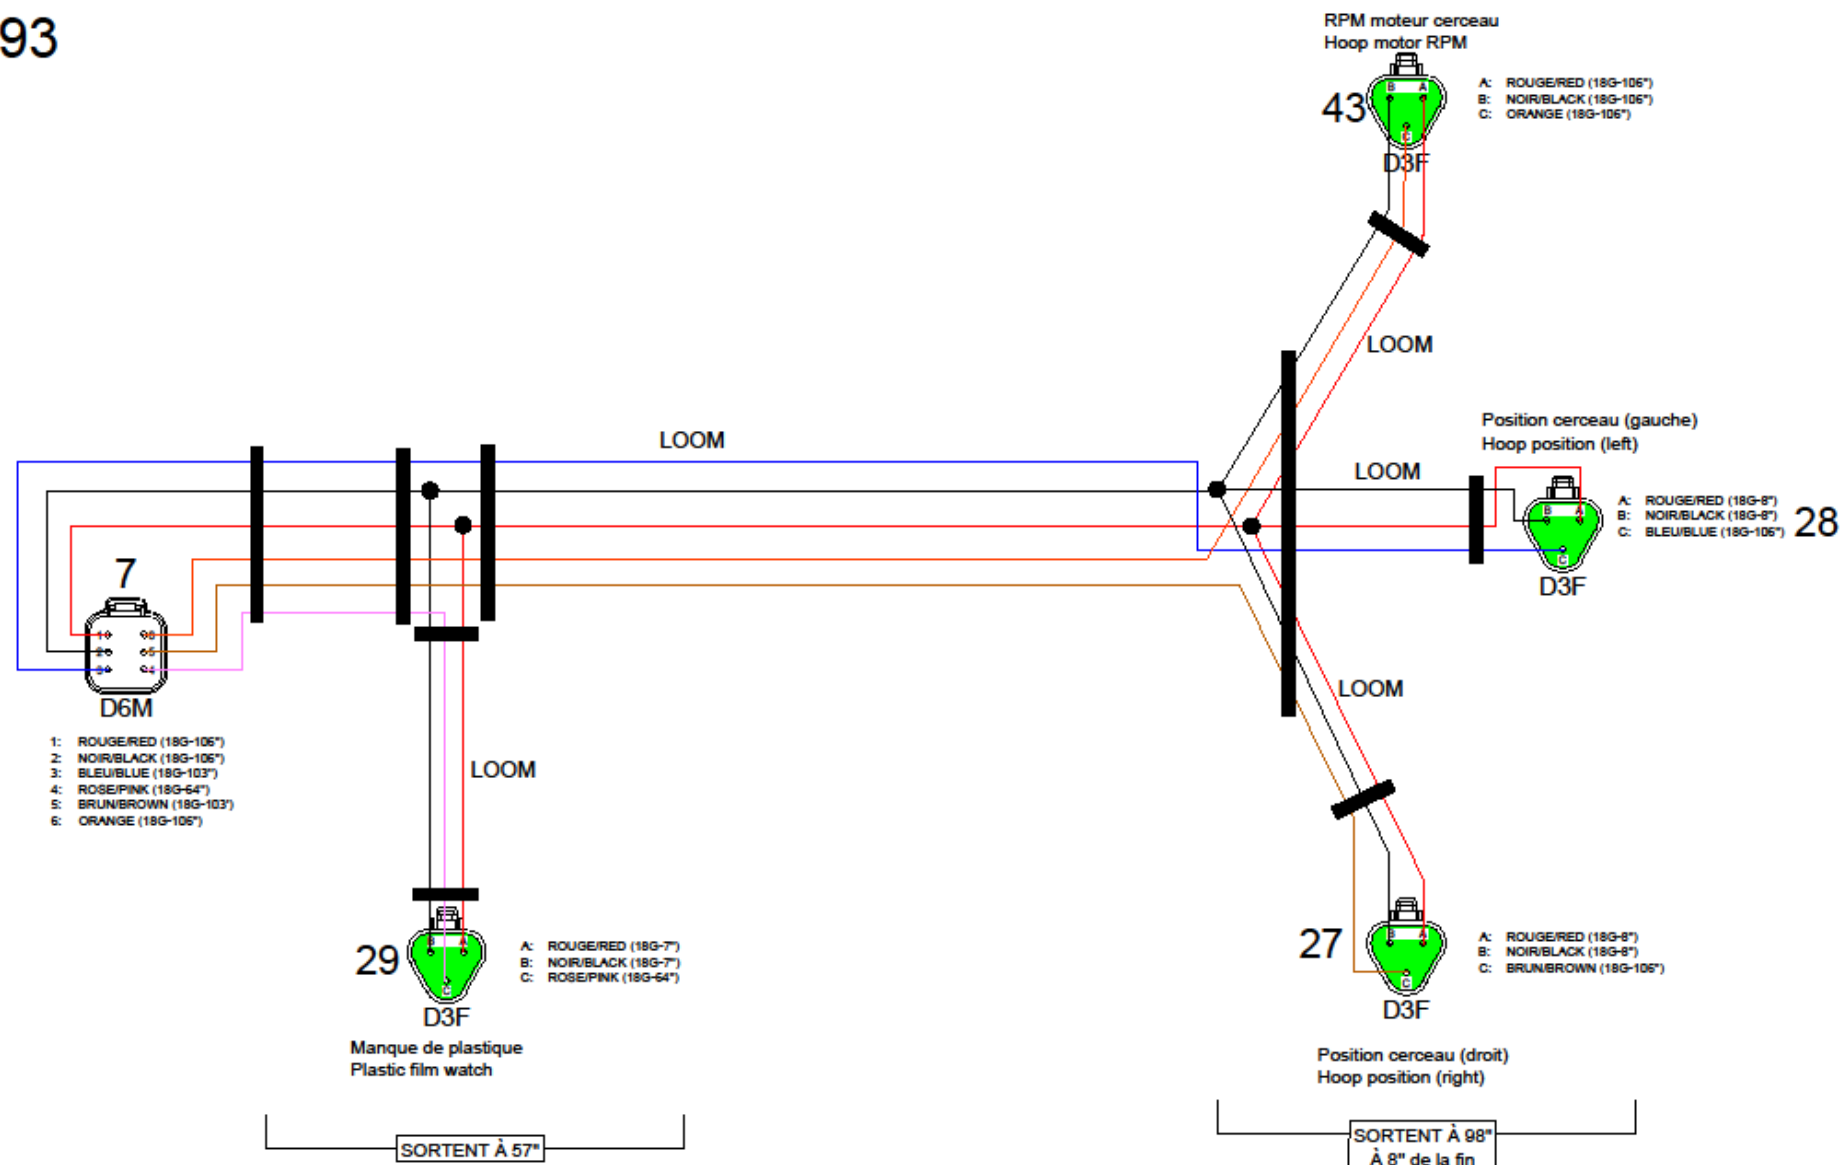 93
RPM moteur cerceau
Hoop motor RPM
B A
C
43
D3F
A: ROUGE/RED (18G-106")
B: NOIR/BLACK (18G-106")
C: ORANGE (18G-106")
LOOM
LOOM
Position cerceau (gauche)
Hoop position (left)
LOOM
B A
C
A: ROUGE/RED (18G-8")
B: NOIR/BLACK (18G-8")
C: BLEU/BLUE (18G-106")
28
D3F
7
1 6
2 5
3 4
D6M
1: ROUGE/RED (18G-106")
2: NOIR/BLACK (18G-106")
3: BLEU/BLUE (18G-103")
4: ROSE/PINK (18G-64")
5: BRUN/BROWN (18G-103')
6: ORANGE (18G-106")
LOOM
LOOM
29
B A
C
D3F
A: ROUGE/RED (18G-7")
B: NOIR/BLACK (18G-7")
C: ROSE/PINK (18G-64")
Manque de plastique
Plastic film watch
27
B A
C
D3F
A: ROUGE/RED (18G-8")
B: NOIR/BLACK (18G-8")
C: BRUN/BROWN (18G-106")
Position cerceau (droit)
Hoop position (right)
SORTENT À 57"
SORTENT À 98"
À 8" de la fin